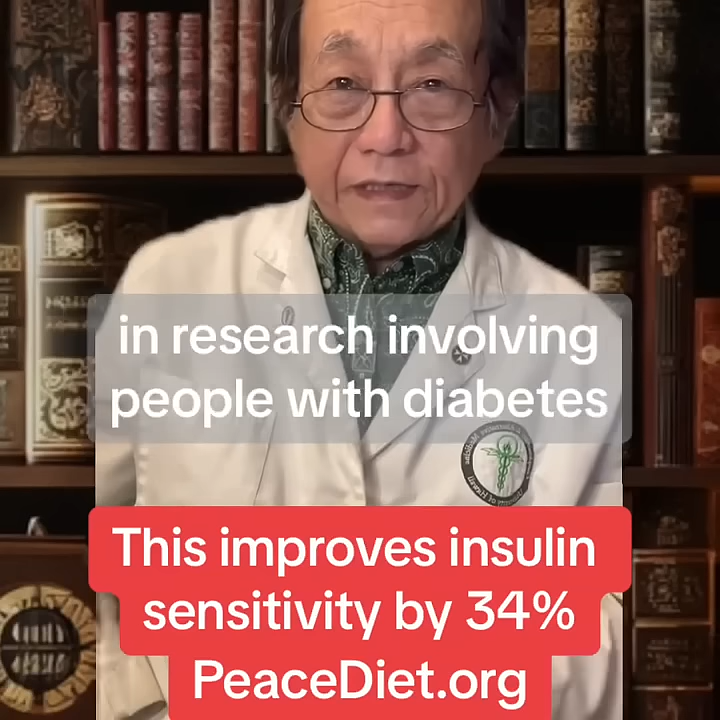 in research involving
people with diabetes
This improves insulin
sensitivity by 34%
PeaceDiet.org